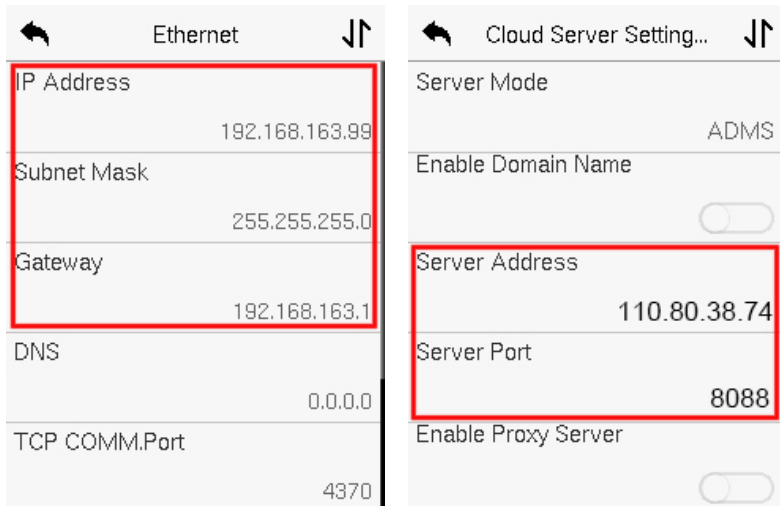 Ethernet
IP Address
192.168.163.99
Subnet Mask
255.255.255.0
Gateway
192.168.163.1
DNS
0.0.0.0
TCP COMM.Port
4370
Cloud Server Setting...
Server Mode
ADMS
Enable Domain Name
Server Address
110.80.38.74
Server Port
8088
Enable Proxy Server